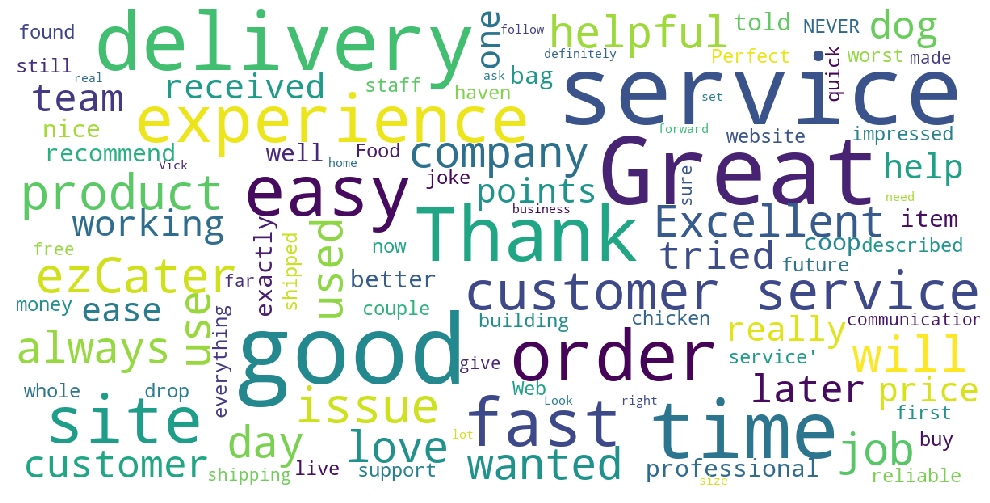 found
delivery
one
follow
helpful
told
NEVER
dog
still
definitely
Perfect
quick
worst
made
real
received
staff
ask
bag
service
team
experience
haven
set
nice
forward
website
impressed
recommend
Vick
well
Food
company
Great
help
home
joke
points
sure
need
product
easy
business
Thank
Excellent
item
working
exactly
shipped
used
now
tried
coop
described
free
ezCater
far
better
future
money
ease
use
couple
customer service
building
chicken
really
communication
always
everything
good
give
order
service'
will
whole
drop
issue
Web
Look
right
later
price
site
fast
time
first
day
love
lot
job
buy
customer
shipping
live
support
wanted
professional
size
reliable